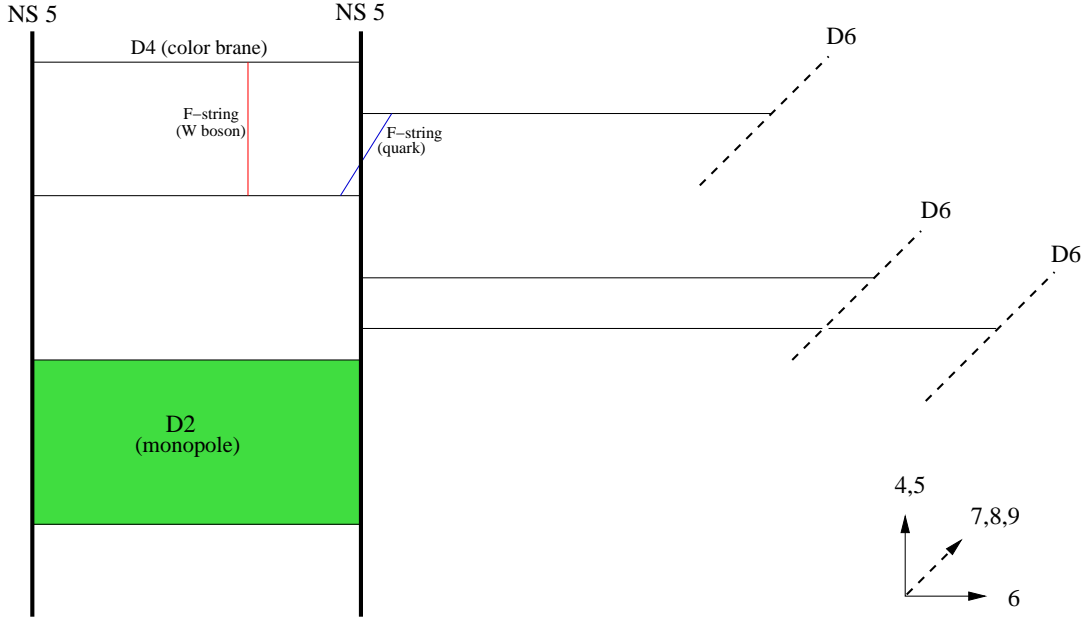 NS 5
NS 5
D4 (color brane)
D6
F−string
(W boson)
F−string
(quark)
D6
D6
D2
(monopole)
4,5
7,8,9
6